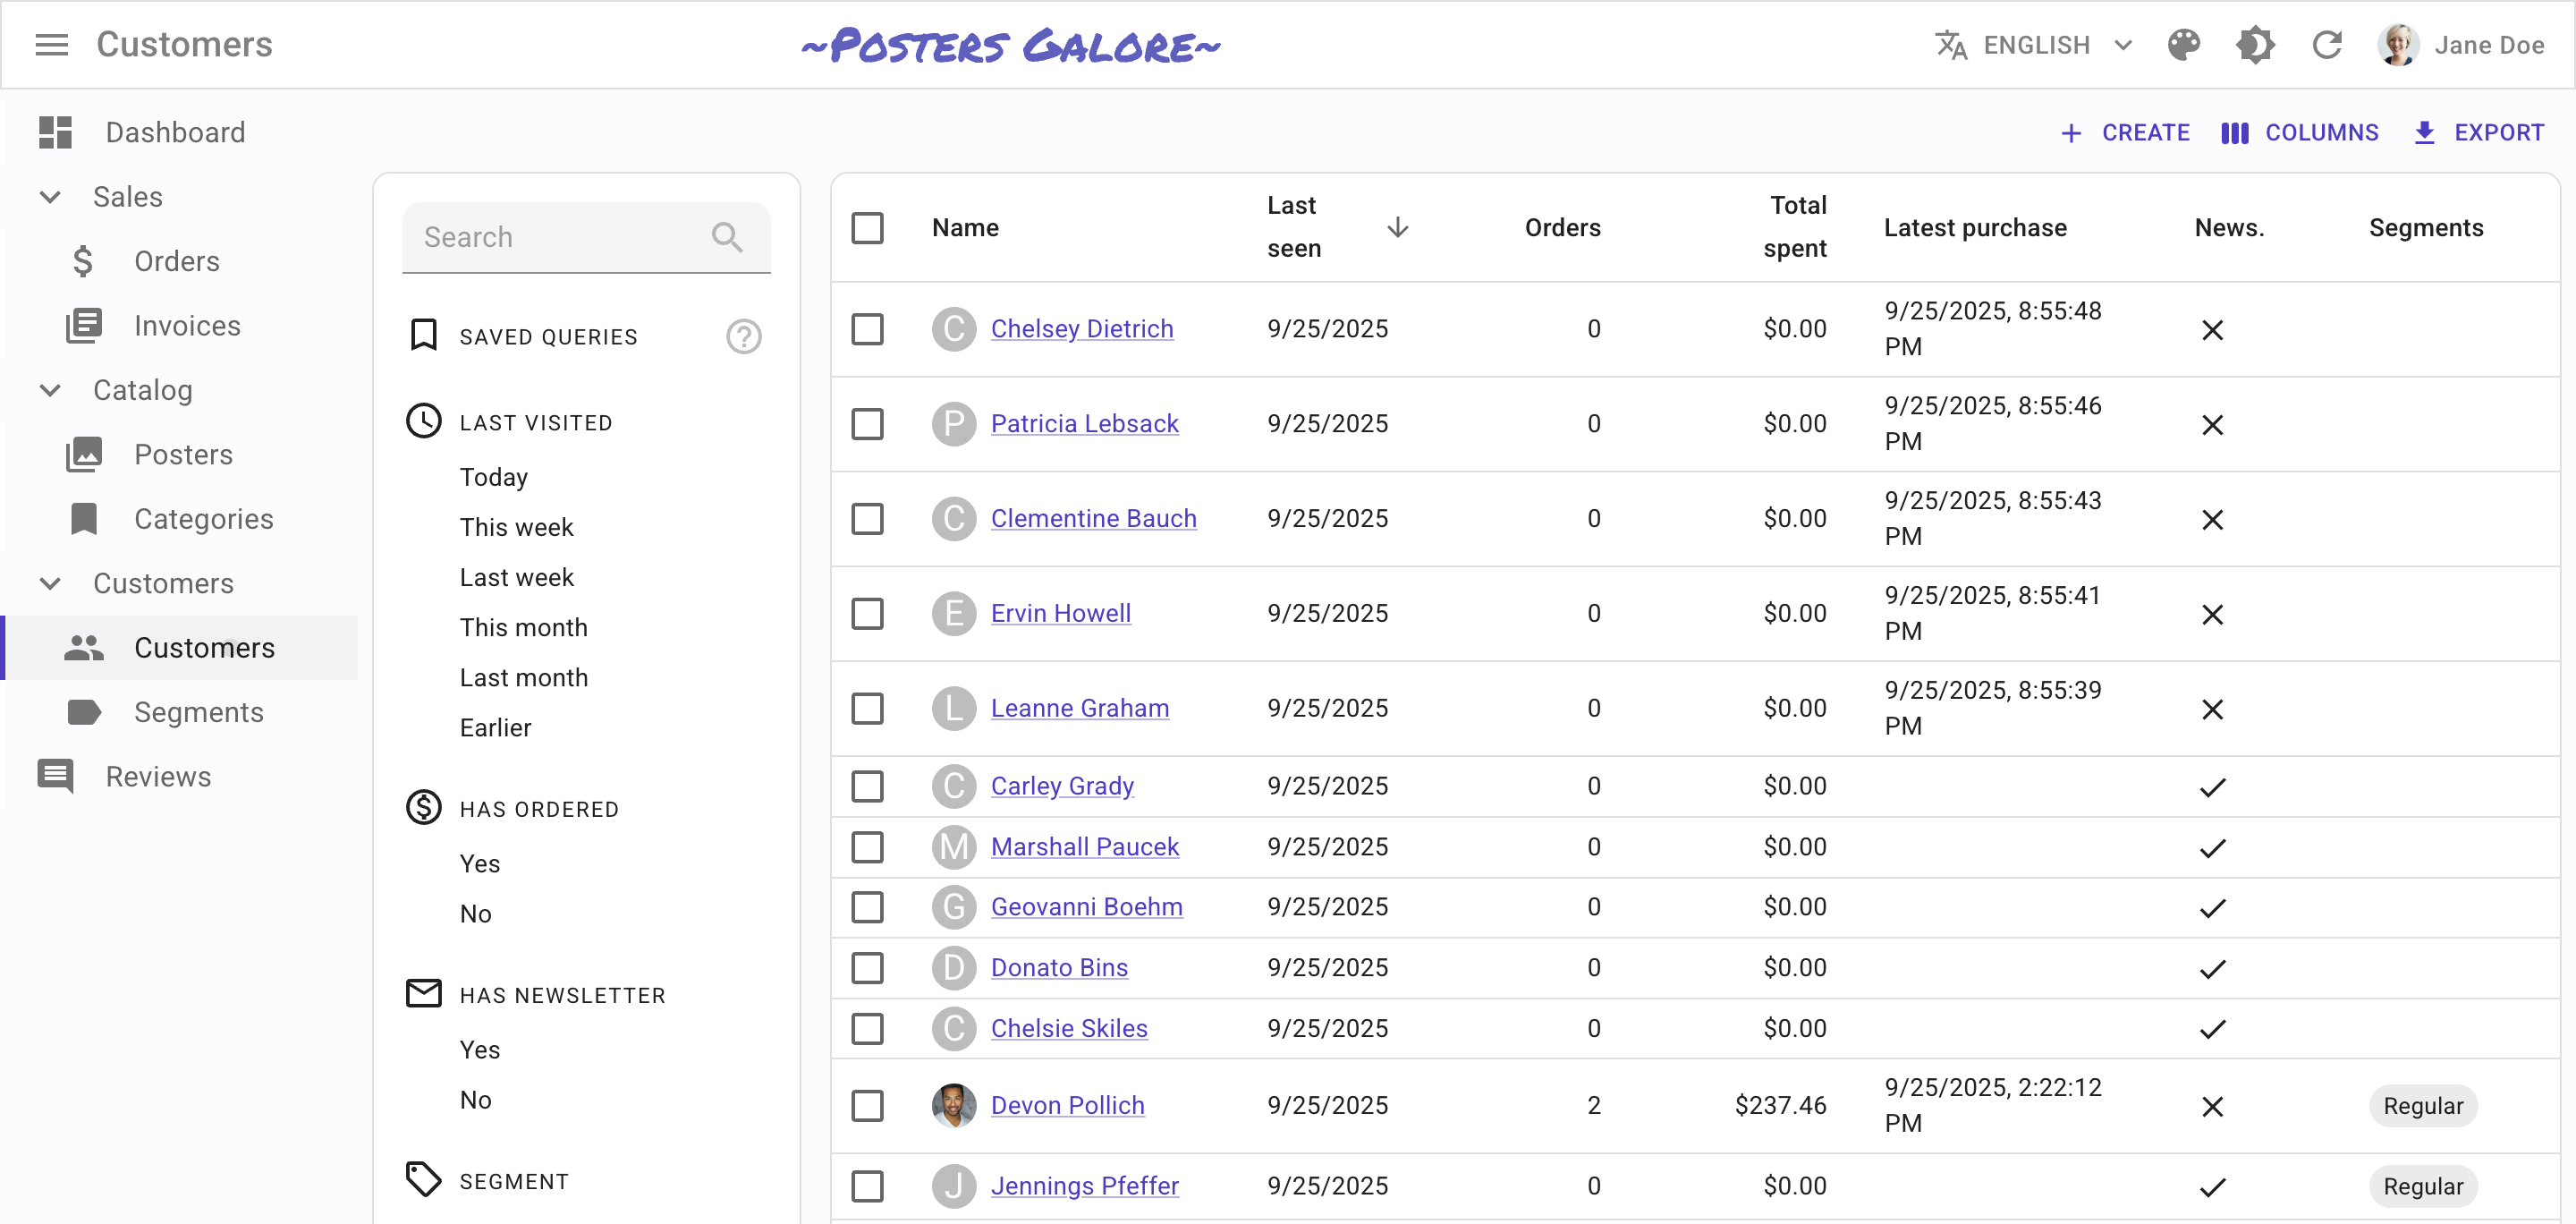 Customers
~Posters Galore~
ENGLISH
Jane Doe
Dashboard
Sales
Orders
Invoices
Catalog
Posters
Categories
Customers
Customers
Segments
Reviews
CREATE
COLUMNS
EXPORT
Search
SAVED QUERIES
?
LAST VISITED
Today
This week
Last week
This month
Last month
Earlier
HAS ORDERED
Yes
No
HAS NEWSLETTER
Yes
No
SEGMENT
Name
Last
seen
Orders
Total
spent
Latest purchase
News.
Segments
C Chelsey Dietrich 9/25/2025 0 $0.00 9/25/2025, 8:55:48
PM
P Patricia Lebsack 9/25/2025 0 $0.00 9/25/2025, 8:55:46
PM
C Clementine Bauch 9/25/2025 0 $0.00 9/25/2025, 8:55:43
PM
E Ervin Howell 9/25/2025 0 $0.00 9/25/2025, 8:55:41
PM
L Leanne Graham 9/25/2025 0 $0.00 9/25/2025, 8:55:39
PM
C Carley Grady 9/25/2025 0 $0.00
M Marshall Paucek 9/25/2025 0 $0.00
G Geovanni Boehm 9/25/2025 0 $0.00
D Donato Bins 9/25/2025 0 $0.00
C Chelsie Skiles 9/25/2025 0 $0.00
Devon Pollich 9/25/2025 2 $237.46 9/25/2025, 2:22:12
PM
Regular
J Jennings Pfeffer 9/25/2025 0 $0.00 Regular